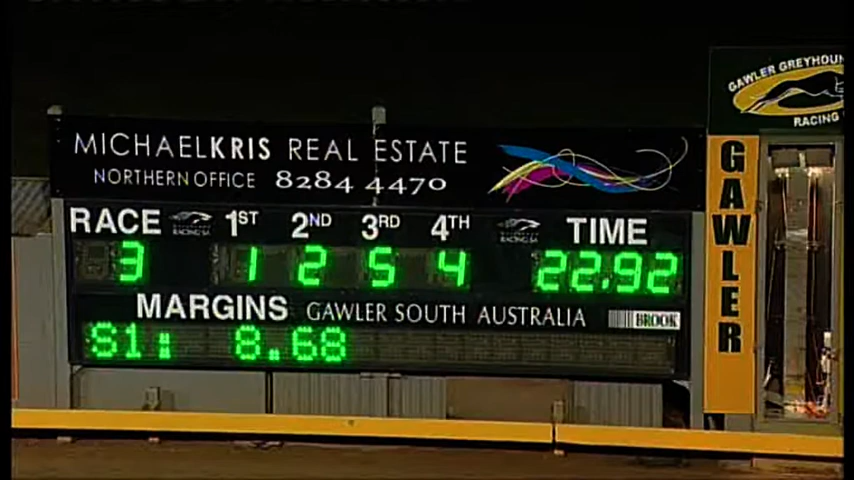 GAWLER GREYHOUN
RACING
MICHAELKRIS REAL ESTATE
NORTHERN OFFICE 8284 4470
RACE 1ST 2ND 3RD 4TH TIME
3 1 2 5 4 22.92
MARGINS GAWLER SOUTH AUSTRALIA BROOK
S1: 8.68
GAWLER